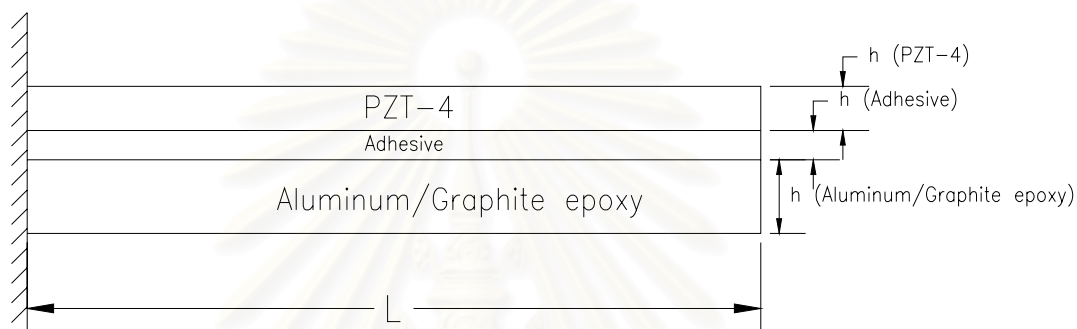 h (PZT-4)
PZT-4
h (Adhesive)
Adhesive
Aluminum/Graphite epoxy
h (Aluminum/Graphite epoxy)
L